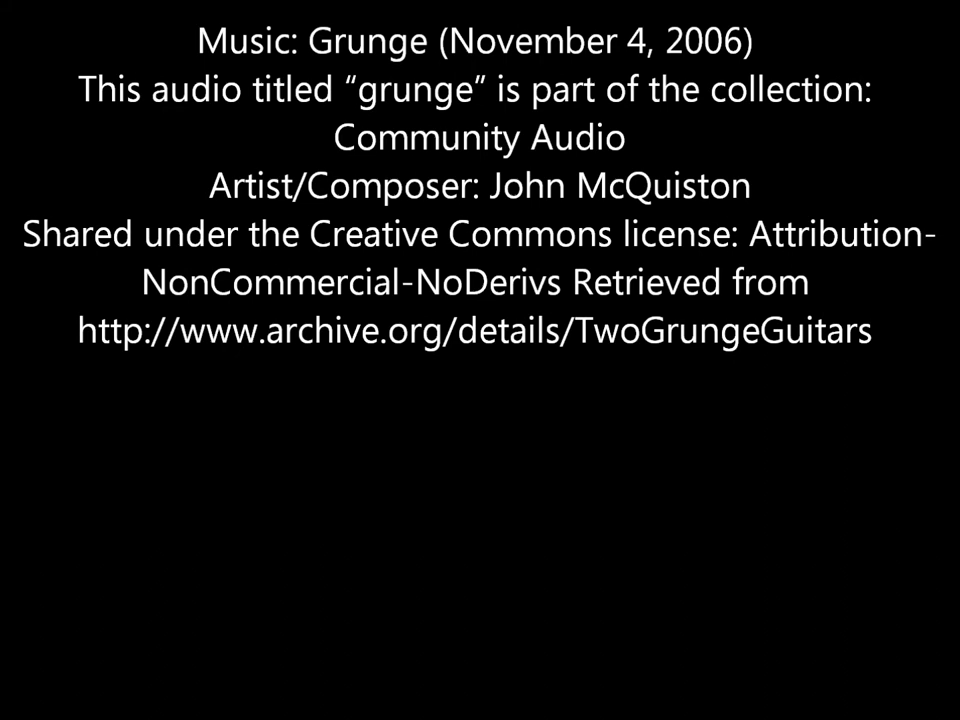 Music: Grunge (November 4, 2006)
This audio titled “grunge” is part of the collection:
Community Audio
Artist/Composer: John McQuiston
Shared under the Creative Commons license: Attribution-
NonCommercial-NoDerivs Retrieved from
http://www.archive.org/details/TwoGrungeGuitars